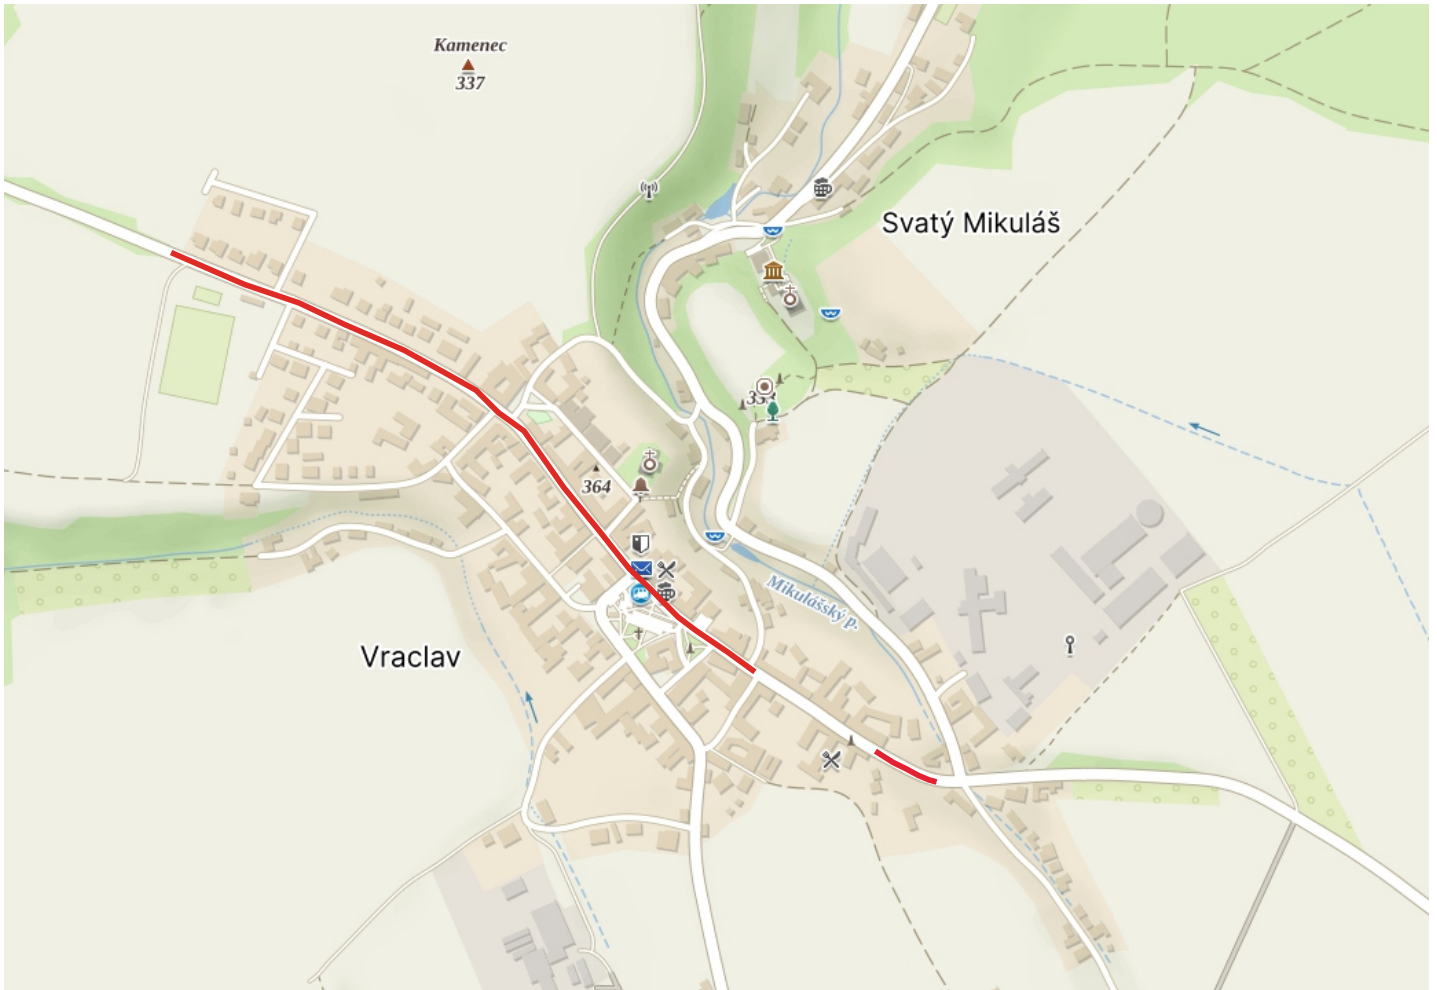 Kamenec
337
Svatý Mikuláš
364
Mikulášský p.
Vraclav